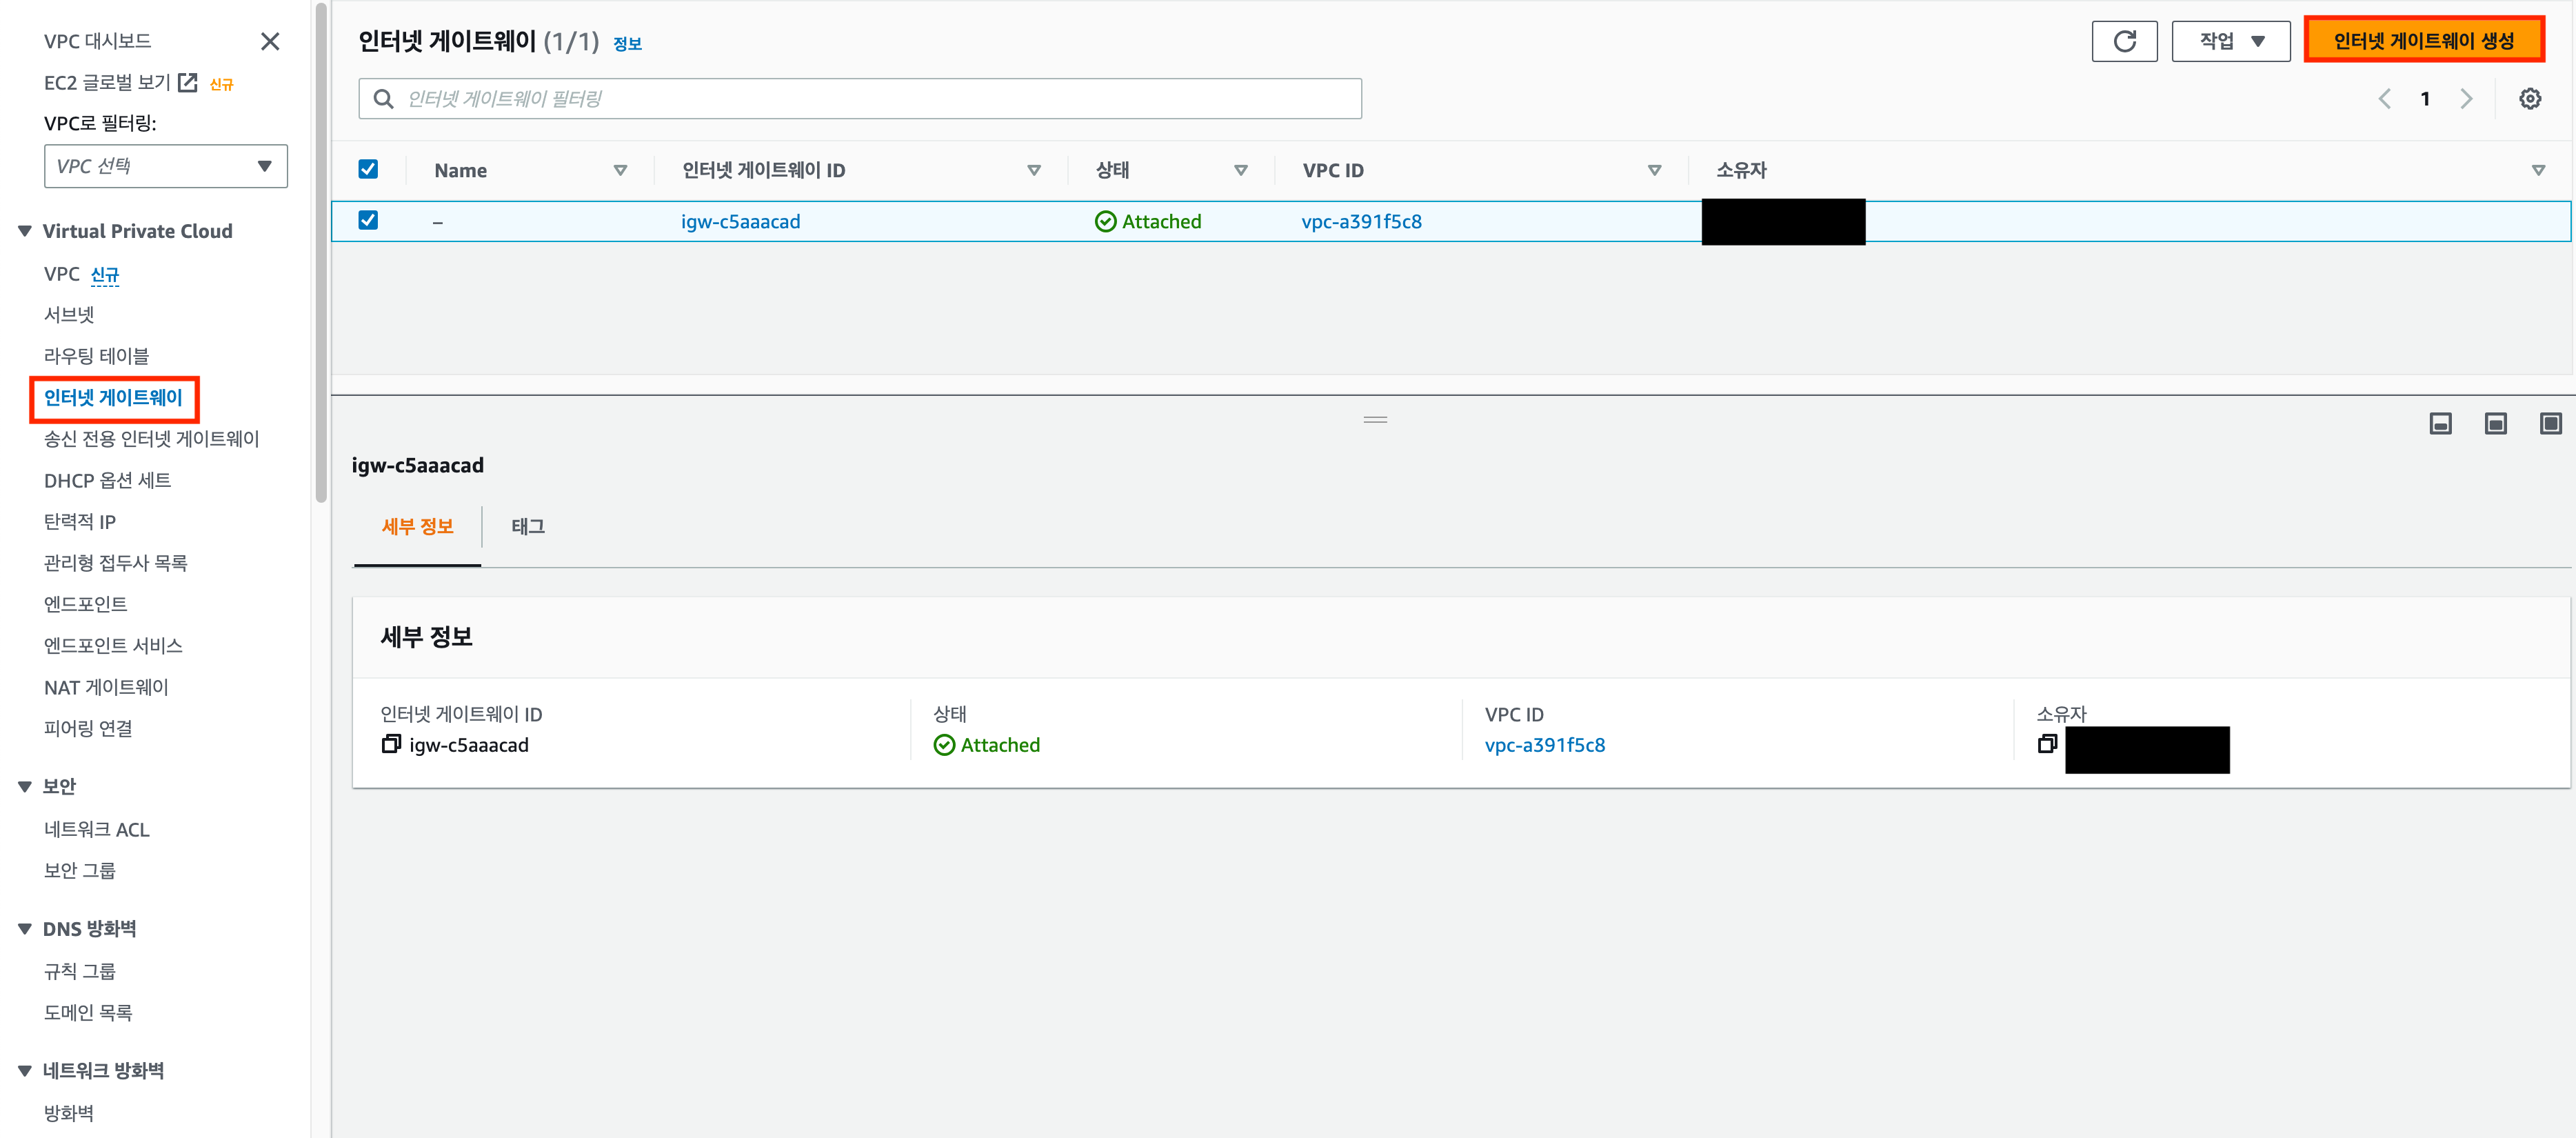 VPC 대시보드
EC2 글로벌 보기 신규
VPC로 필터링:
VPC 선택
Virtual Private Cloud
VPC 신규
서브넷
라우팅 테이블
인터넷 게이트웨이
송신 전용 인터넷 게이트웨이
DHCP 옵션 세트
탄력적 IP
관리형 접두사 목록
엔드포인트
엔드포인트 서비스
NAT 게이트웨이
피어링 연결
보안
네트워크 ACL
보안 그룹
DNS 방화벽
규칙 그룹
도메인 목록
네트워크 방화벽
방화벽
인터넷 게이트웨이 (1/1) 정보
작업
인터넷 게이트웨이 생성
인터넷 게이트웨이 필터링
1
Name 인터넷 게이트웨이 ID 상태 VPC ID 소유자
– igw-c5aaacad Attached vpc-a391f5c8
igw-c5aaacad
세부 정보 태그
세부 정보
인터넷 게이트웨이 ID 상태 VPC ID 소유자
igw-c5aaacad Attached vpc-a391f5c8